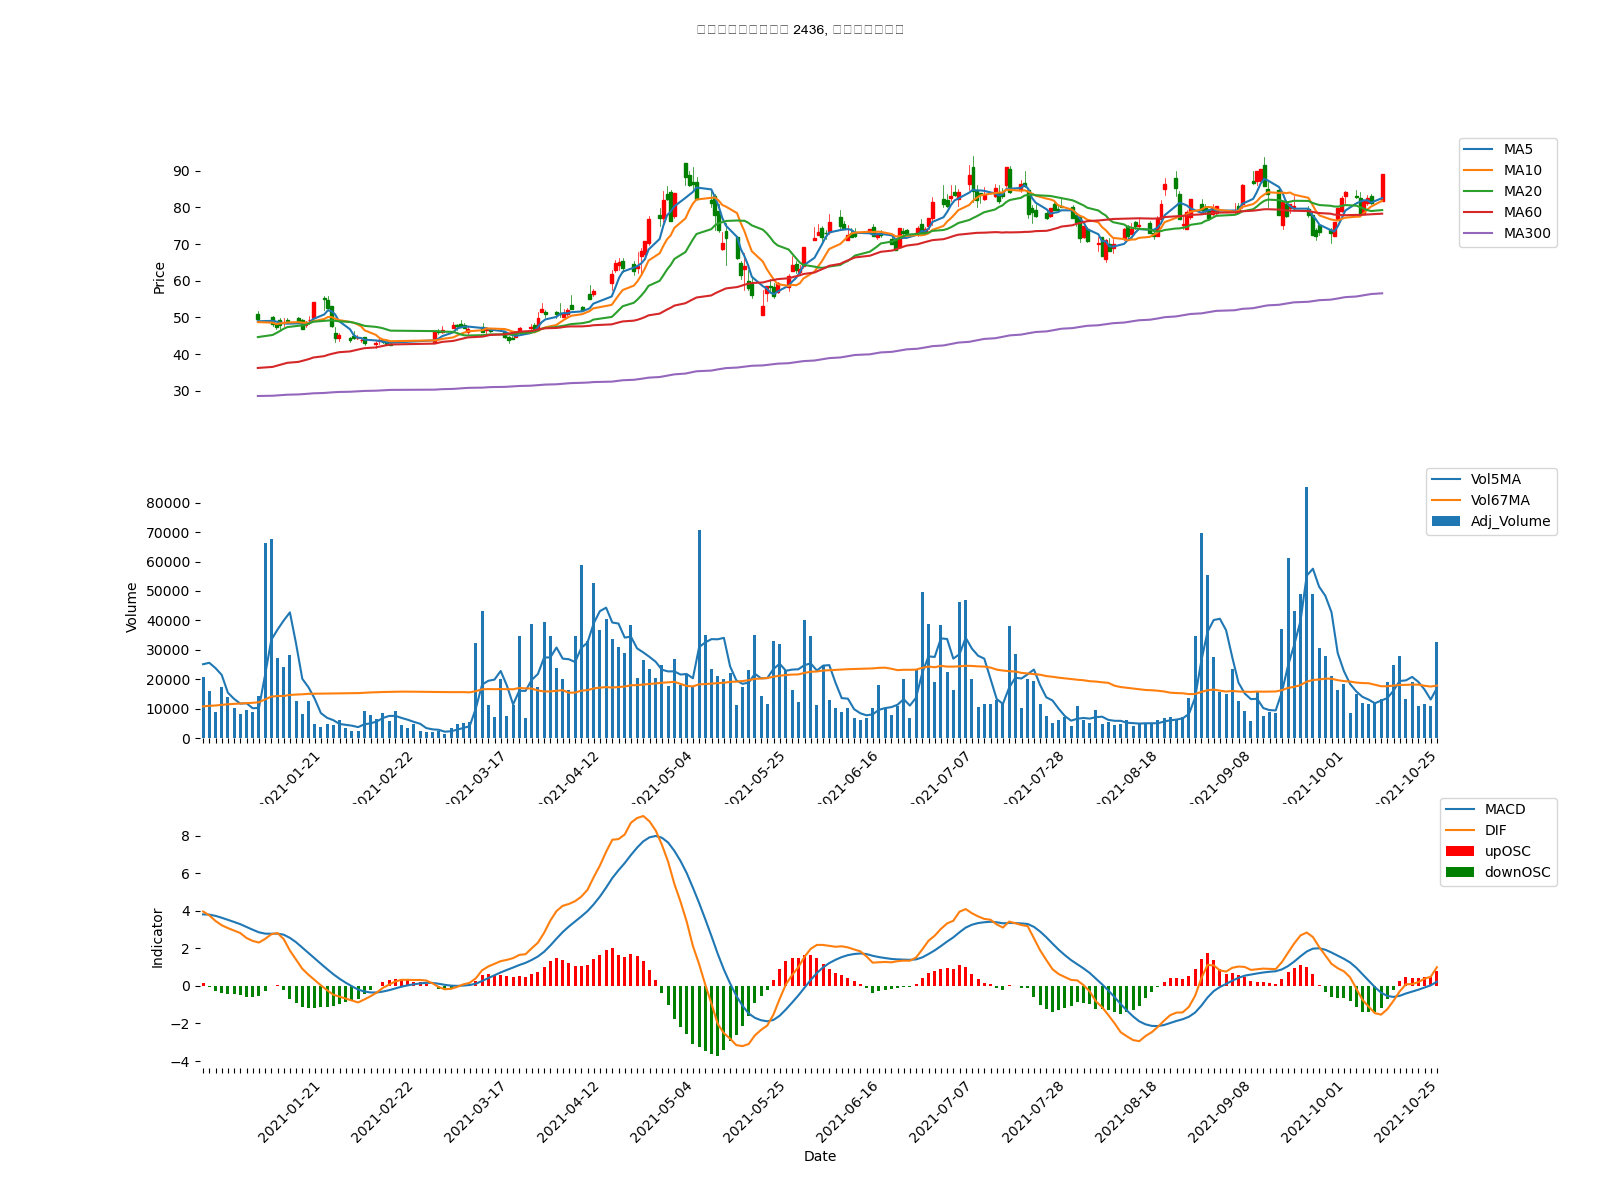 2436,
MA5
MA10
MA20
MA60
MA300
90
80
70
60
50
40
30
Price
Vol5MA
Vol67MA
Adj_Volume
80000
70000
60000
50000
40000
30000
20000
10000
0
Volume
2021-01-21 2021-02-22 2021-03-17 2021-04-12 2021-05-04 2021-05-25 2021-06-16 2021-07-07 2021-07-28 2021-08-18 2021-09-08 2021-10-01 2021-10-25
MACD
DIF
upOSC
downOSC
8
6
4
2
0
−2
−4
Indicator
2021-01-21 2021-02-22 2021-03-17 2021-04-12 2021-05-04 2021-05-25 2021-06-16 2021-07-07 2021-07-28 2021-08-18 2021-09-08 2021-10-01 2021-10-25
Date